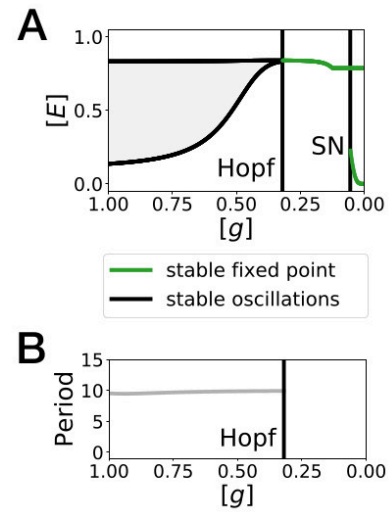 A
1.0
0.5
0.0
[E]
Hopf
SN
1.00 0.75 0.50 0.25 0.00
[g]
stable fixed point
stable oscillations
B
15
10
5
0
Period
Hopf
1.00 0.75 0.50 0.25 0.00
[g]